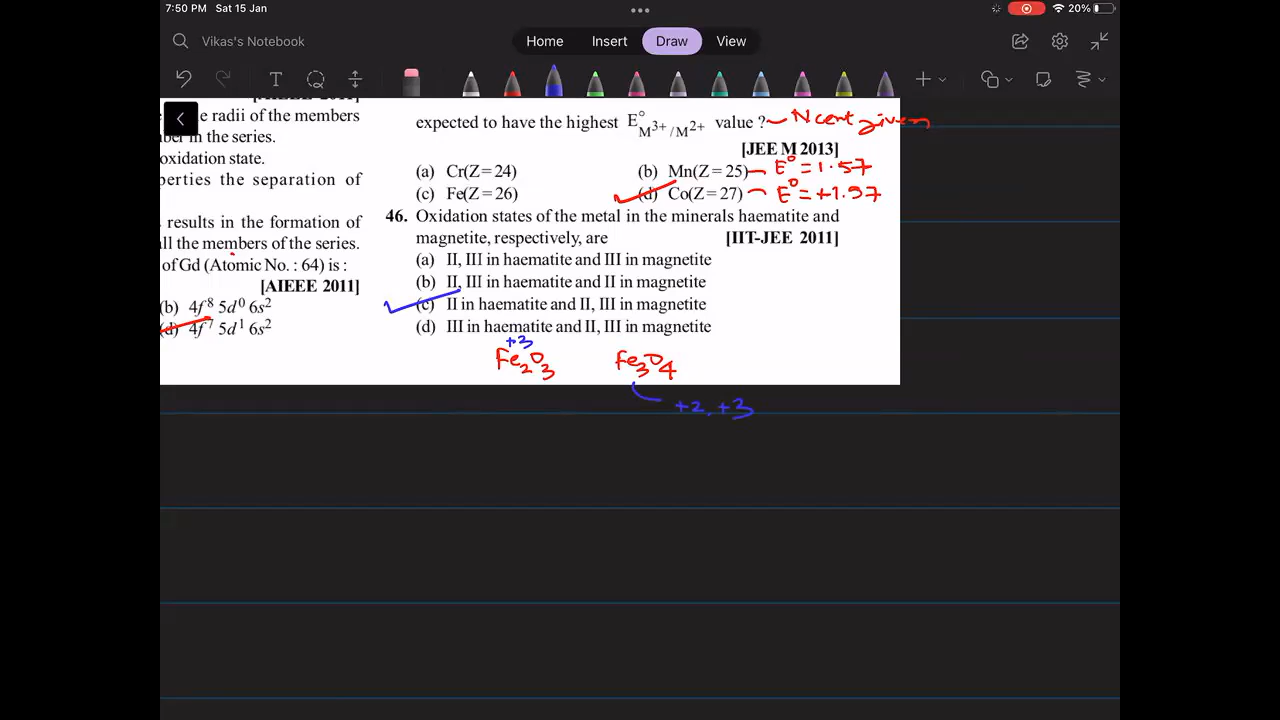 7:50 PM Sat 15 Jan
20%
Vikas's Notebook
Home Insert Draw View
e radii of the members
ber in the series.
oxidation state.
perties the separation of
results in the formation of
ll the members of the series.
of Gd (Atomic No. : 64) is :
[AIEEE 2011]
(b) 4f⁸ 5d⁰ 6s²
(d) 4f⁷ 5d¹ 6s²
expected to have the highest E°M³⁺/M²⁺ value ? Ncert given
[JEE M 2013]
(a) Cr(Z=24) (b) Mn(Z=25) E° = 1.57
(c) Fe(Z=26) (d) Co(Z=27) E° = +1.97
46. Oxidation states of the metal in the minerals haematite and
magnetite, respectively, are [IIT-JEE 2011]
(a) II, III in haematite and III in magnetite
(b) II, III in haematite and II in magnetite
(c) II in haematite and II, III in magnetite
(d) III in haematite and II, III in magnetite
+3
Fe₂O₃ Fe₃O₄
+2, +3